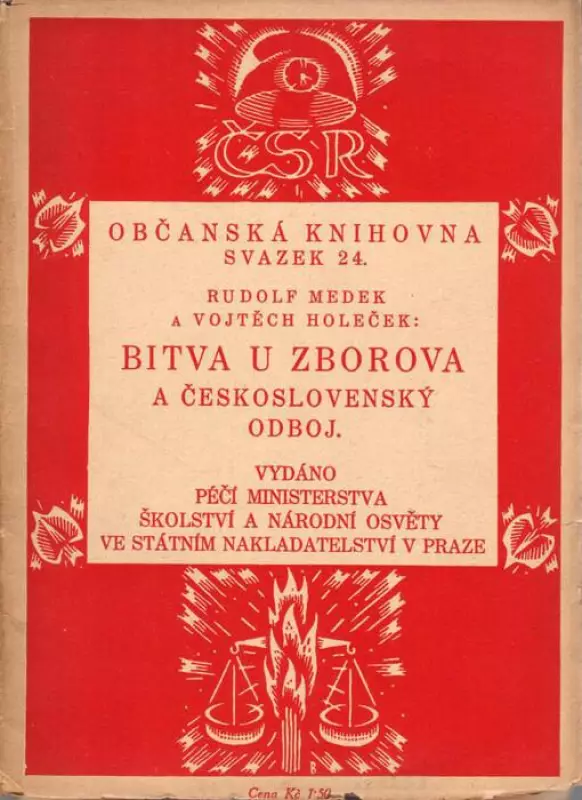 ČSR
OBČANSKÁ KNIHOVNA
SVAZEK 24.
RUDOLF MEDEK
A VOJTĚCH HOLEČEK:
BITVA U ZBOROVA
A ČESKOSLOVENSKÝ
ODBOJ.
VYDÁNO
PÉČÍ MINISTERSTVA
ŠKOLSTVÍ A NÁRODNÍ OSVĚTY
VE STÁTNÍM NAKLADATELSTVÍ V PRAZE
B
Cena Kč 1·50